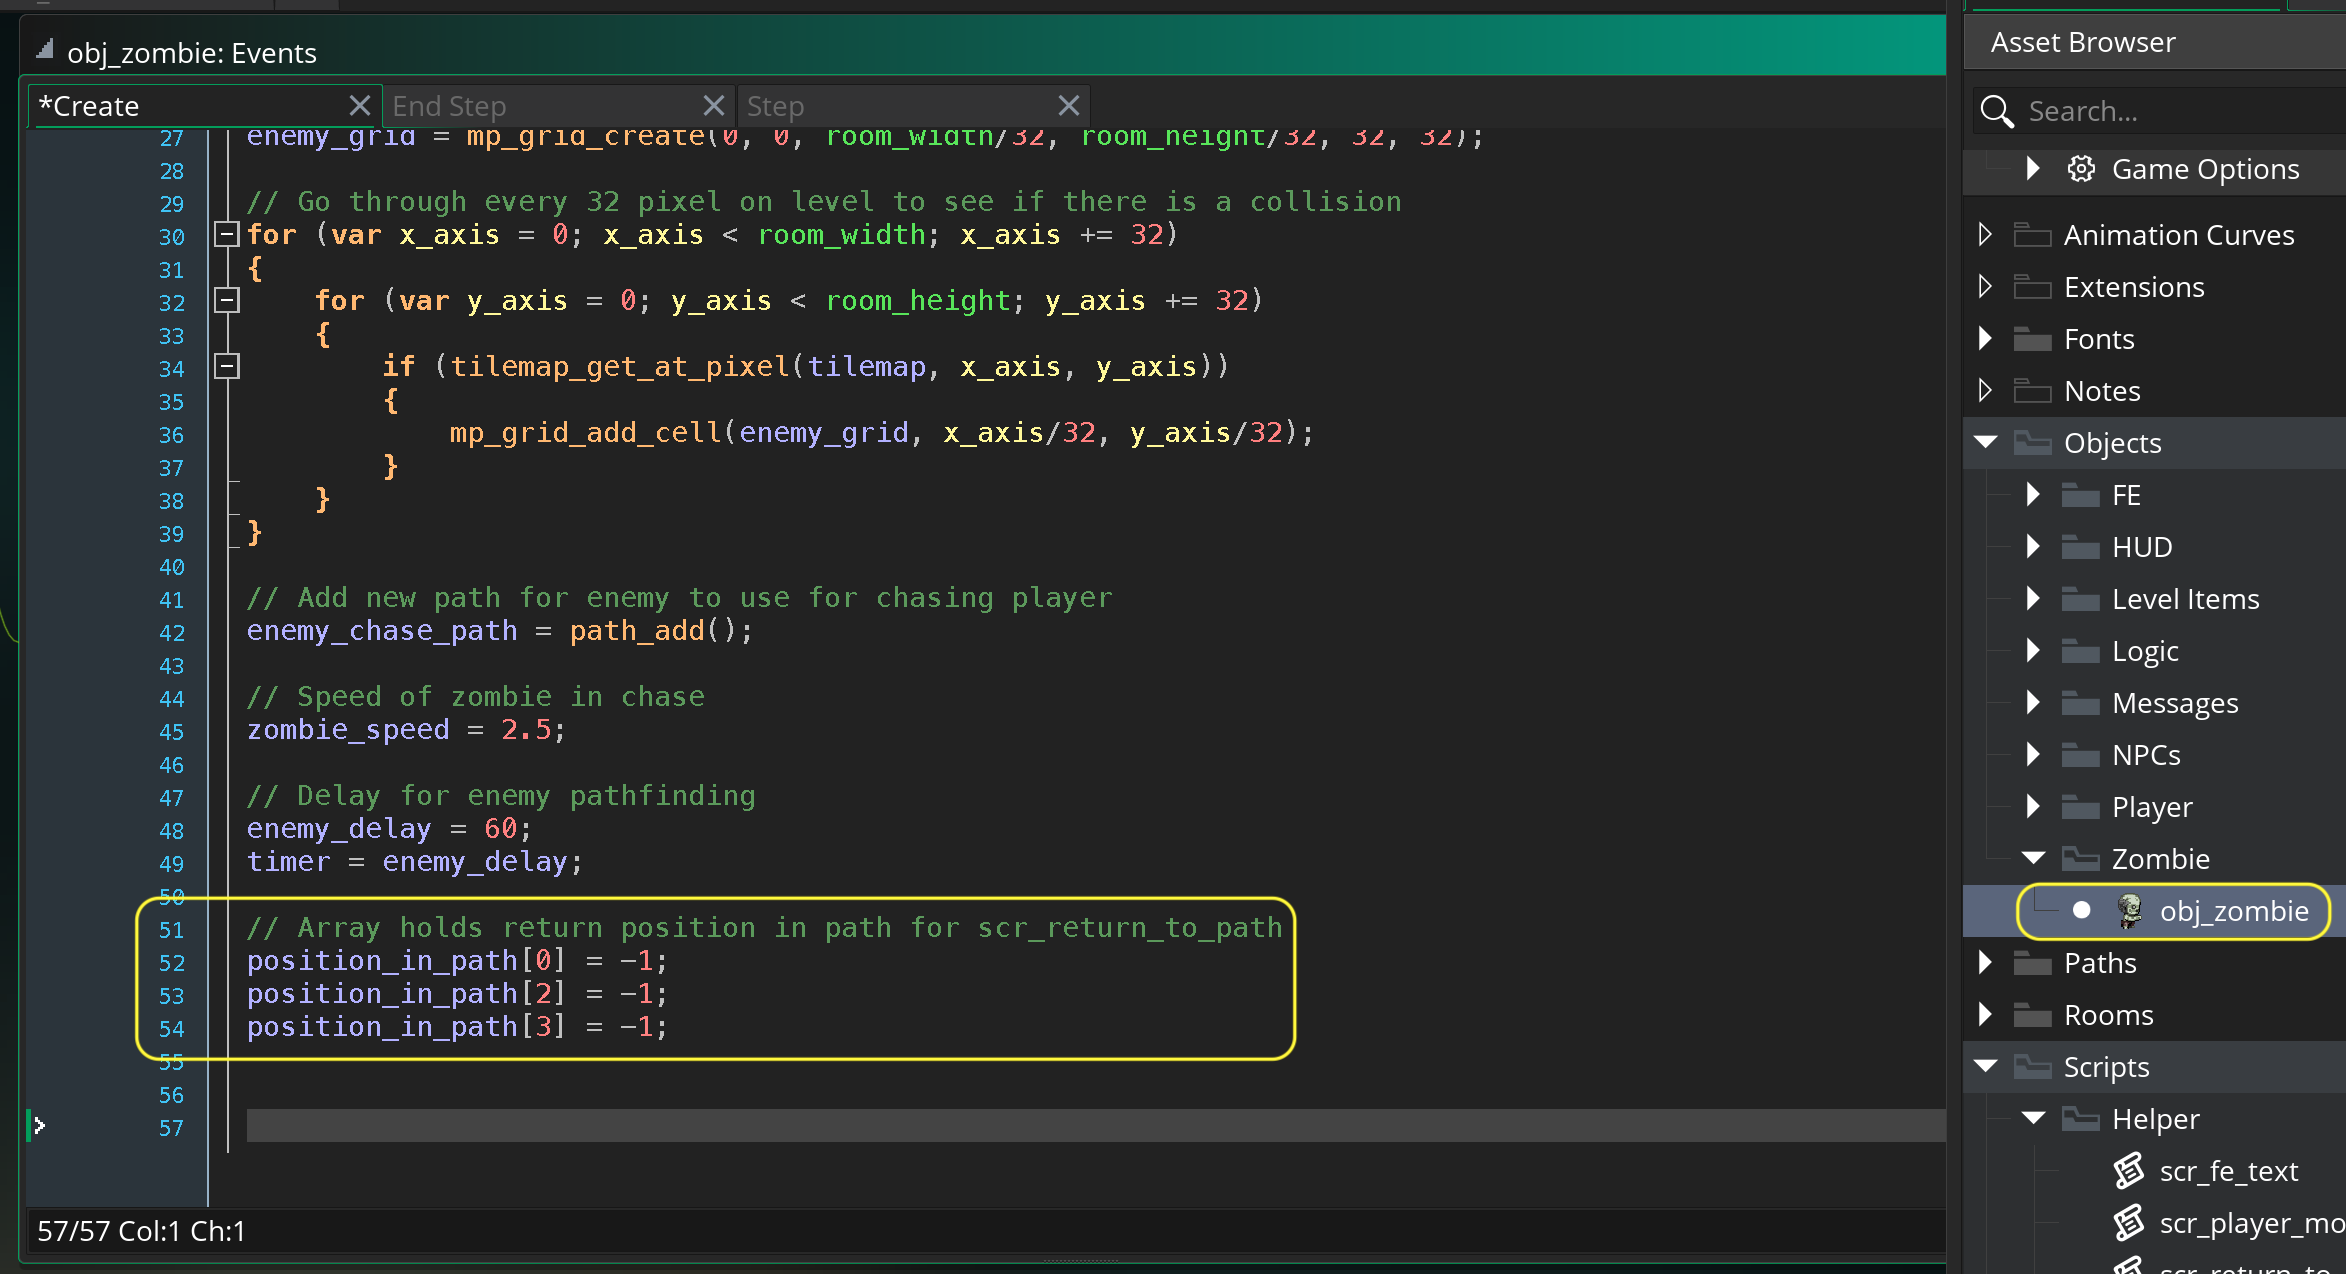 obj_zombie: Events
*Create
End Step
Step
27 enemy_grid = mp_grid_create(0, 0, room_width/32, room_height/32, 32, 32);
28
29 // Go through every 32 pixel on level to see if there is a collision
30 for (var x_axis = 0; x_axis < room_width; x_axis += 32)
31 {
32 for (var y_axis = 0; y_axis < room_height; y_axis += 32)
33 {
34 if (tilemap_get_at_pixel(tilemap, x_axis, y_axis))
35 {
36 mp_grid_add_cell(enemy_grid, x_axis/32, y_axis/32);
37 }
38 }
39 }
40
41 // Add new path for enemy to use for chasing player
42 enemy_chase_path = path_add();
43
44 // Speed of zombie in chase
45 zombie_speed = 2.5;
46
47 // Delay for enemy pathfinding
48 enemy_delay = 60;
49 timer = enemy_delay;
50
51 // Array holds return position in path for scr_return_to_path
52 position_in_path[0] = -1;
53 position_in_path[2] = -1;
54 position_in_path[3] = -1;
55
56
57
57/57 Col:1 Ch:1
Asset Browser
Search...
Game Options
Animation Curves
Extensions
Fonts
Notes
Objects
FE
HUD
Level Items
Logic
Messages
NPCs
Player
Zombie
obj_zombie
Paths
Rooms
Scripts
Helper
scr_fe_text
scr_player_mo
scr_return_to